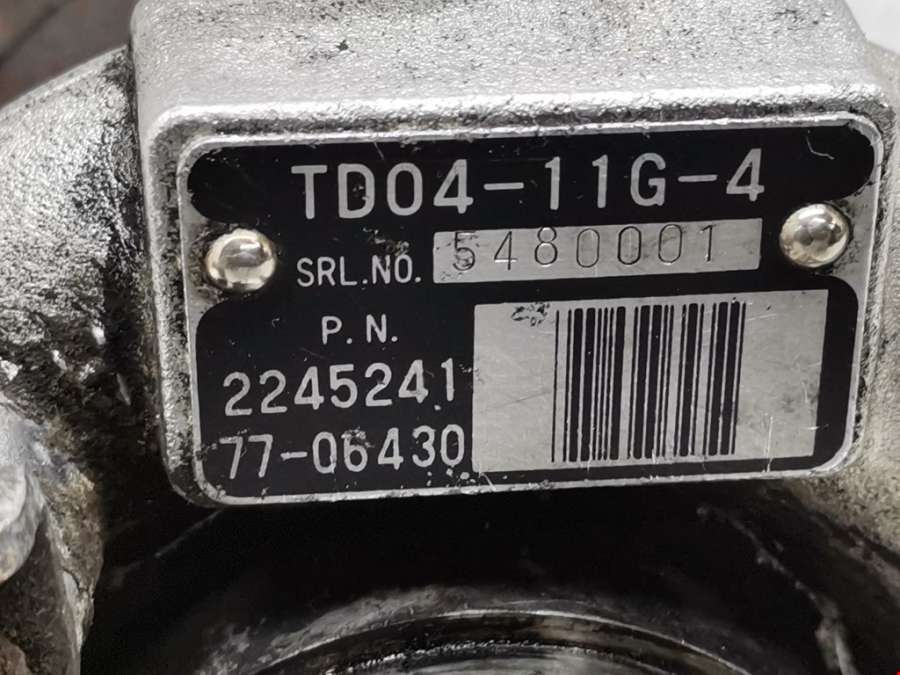 TD04-11G-4
SRL.NO. 5480001
P.N.
2245241
77-06430